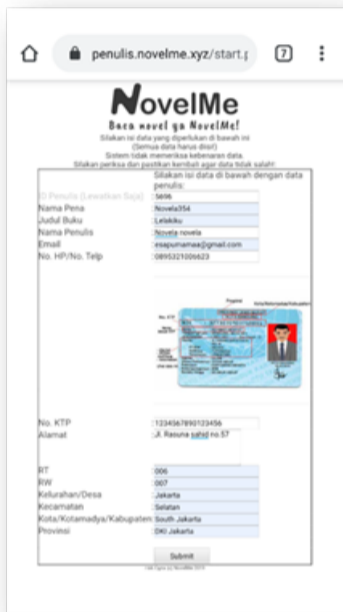 penulis.novelme.xyz/start.p
7
NovelMe
Baca novel ya NovelMe!
Silakan isi data yang diperlukan di bawah ini
(Semua data harus diisi)
Sistem tidak memeriksa kebenaran data.
Silakan periksa dan pastikan kembali agar data tidak salah!:
Silakan isi data di bawah dengan data
penulis:
ID Penulis (Lewatkan Saja) :5696
Nama Pena :Novela354
Judul Buku :Lelakiku
Nama Penulis :Novela novela
Email :esapurnamaa@gmail.com
No. HP/No. Telp :0895321006623
No. KTP
No. KTP :1234567890123456
Alamat :Jl. Rasuna sahid no.57
RT :006
RW :007
Kelurahan/Desa :Jakarta
Kecamatan :Selatan
Kota/Kotamadya/Kabupaten:South Jakarta
Provinsi :DKI Jakarta
Submit